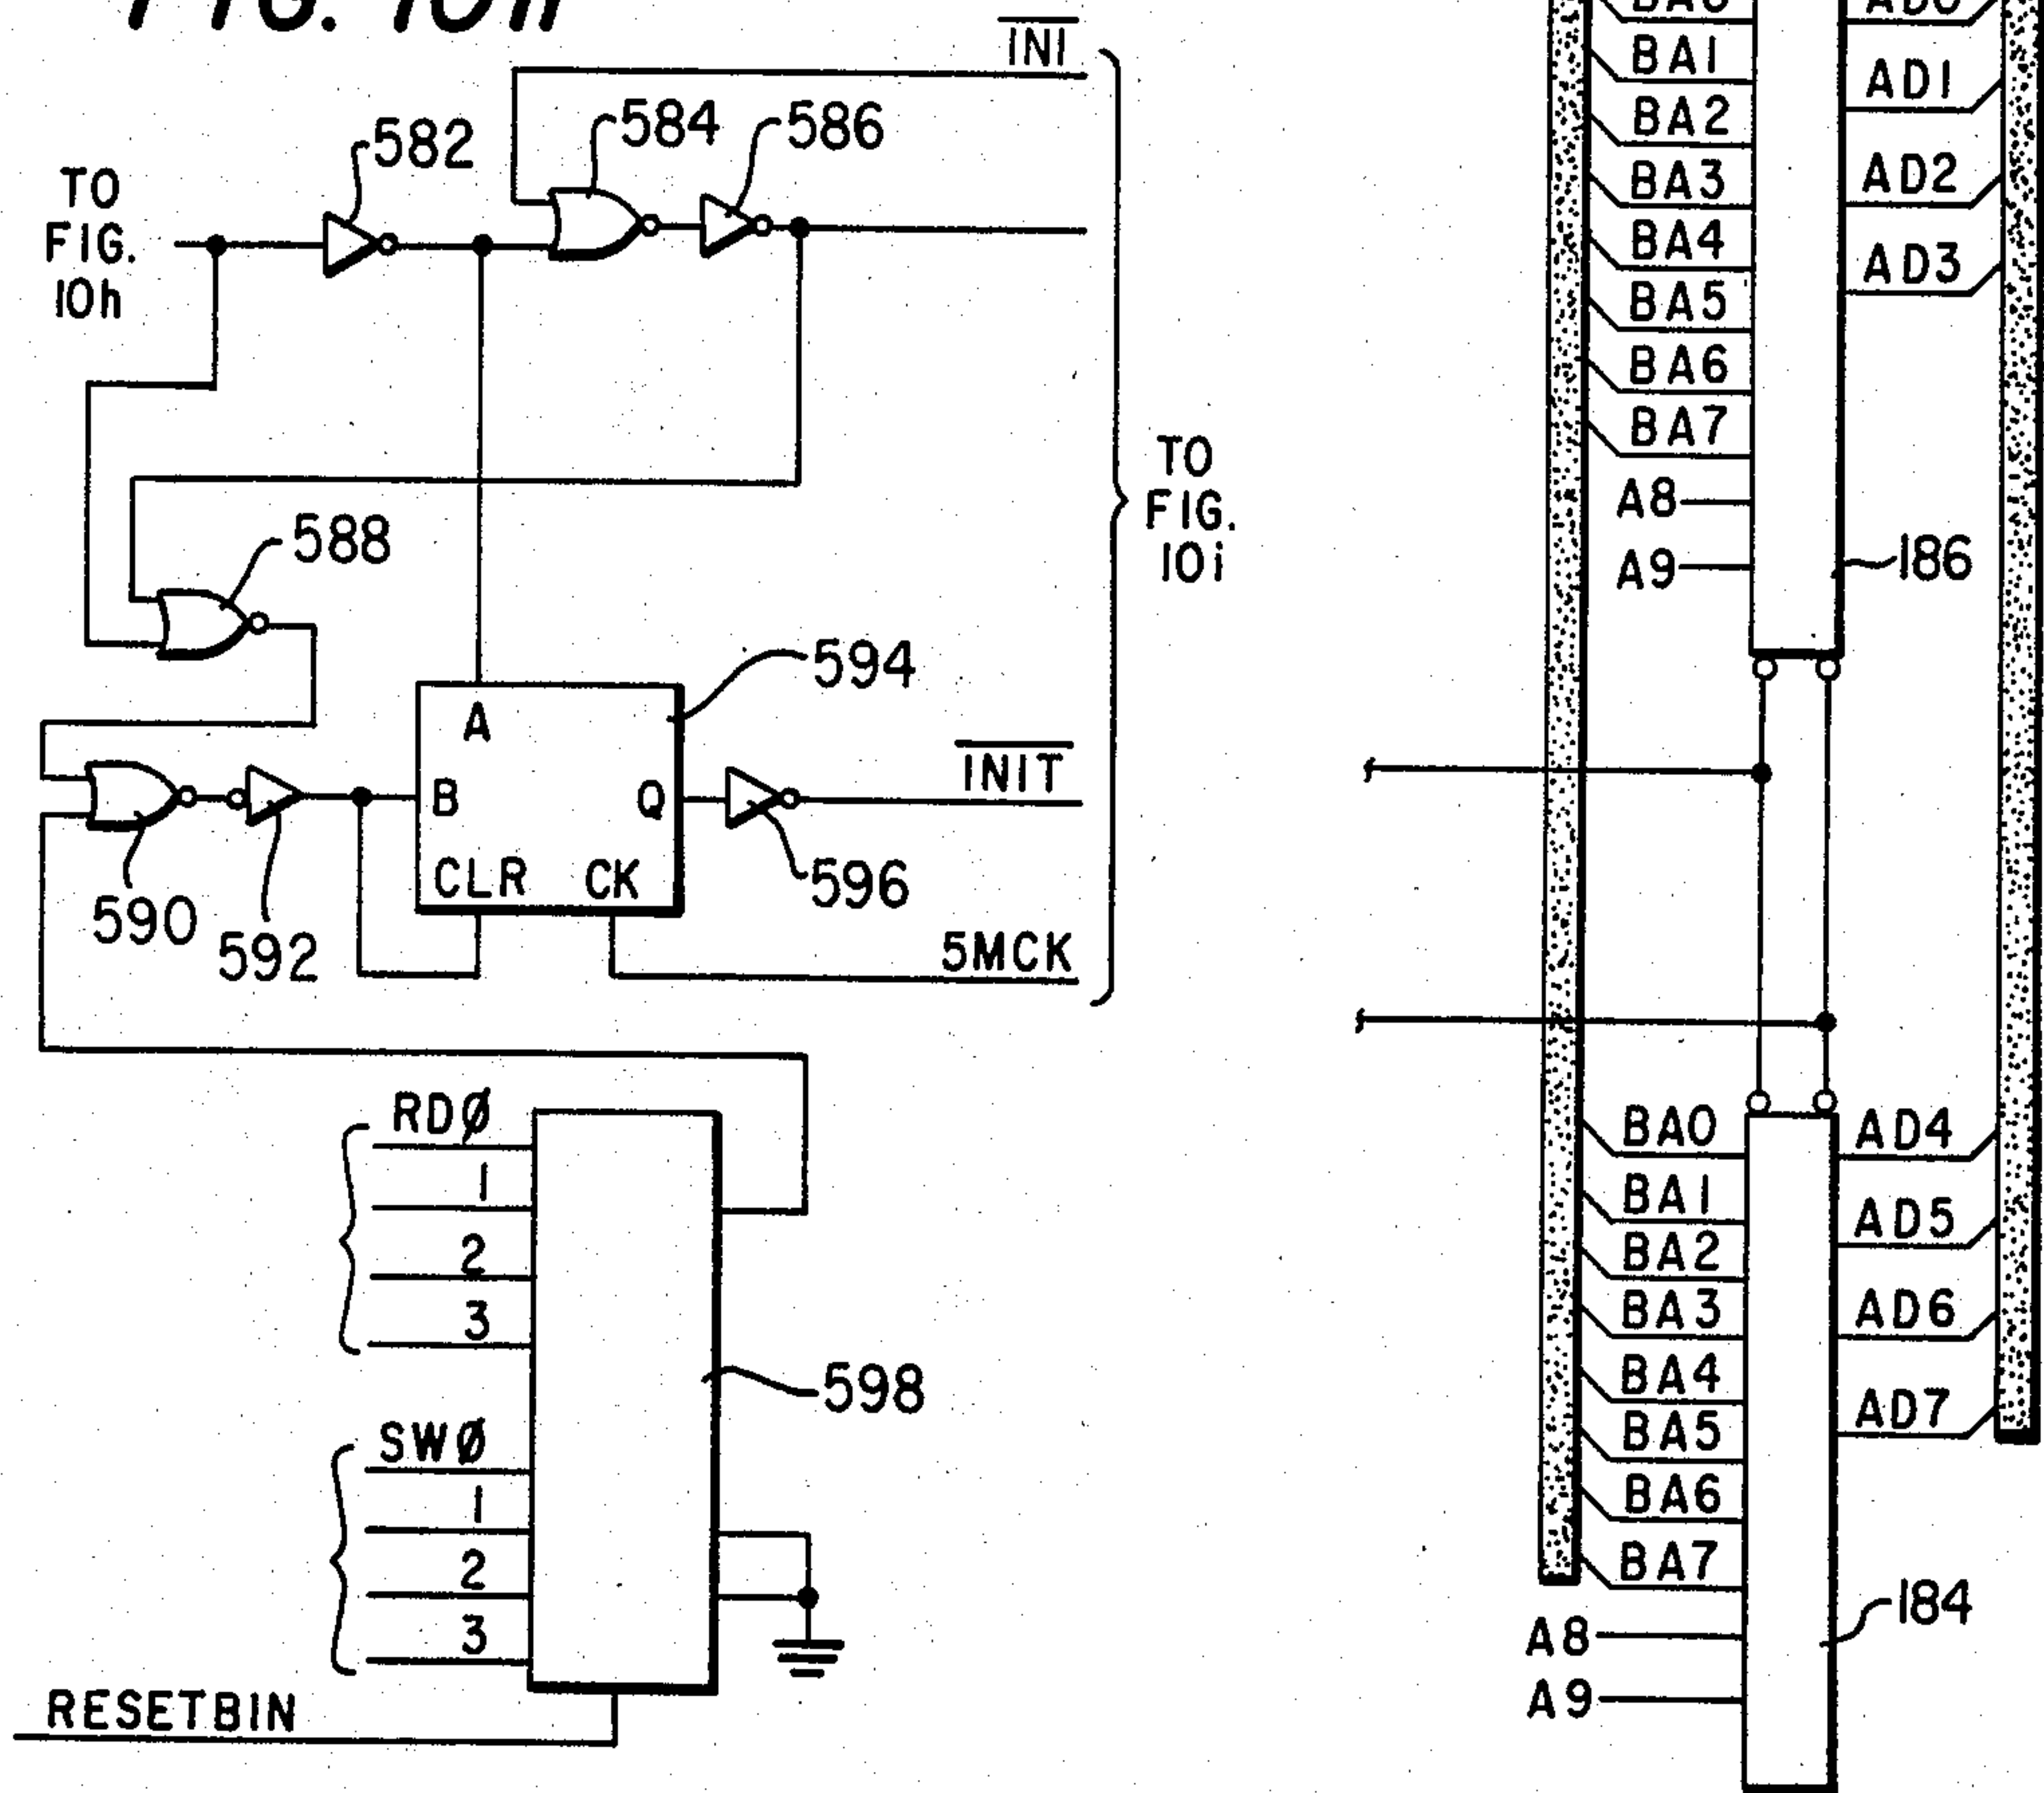 FIG.
INI
582
584
586
TO
FIG.
10h
588
594
A
B
Q
CLR
CK
INIT
590
592
596
5MCK
TO
FIG.
10i
RDØ
1
2
3
598
SWØ
1
2
3
RESETBIN
BA1
BA2
BA3
BA4
BA5
BA6
BA7
A8
A9
AD1
AD2
AD3
186
BA0
BA1
BA2
BA3
BA4
BA5
BA6
BA7
A8
A9
AD4
AD5
AD6
AD7
184